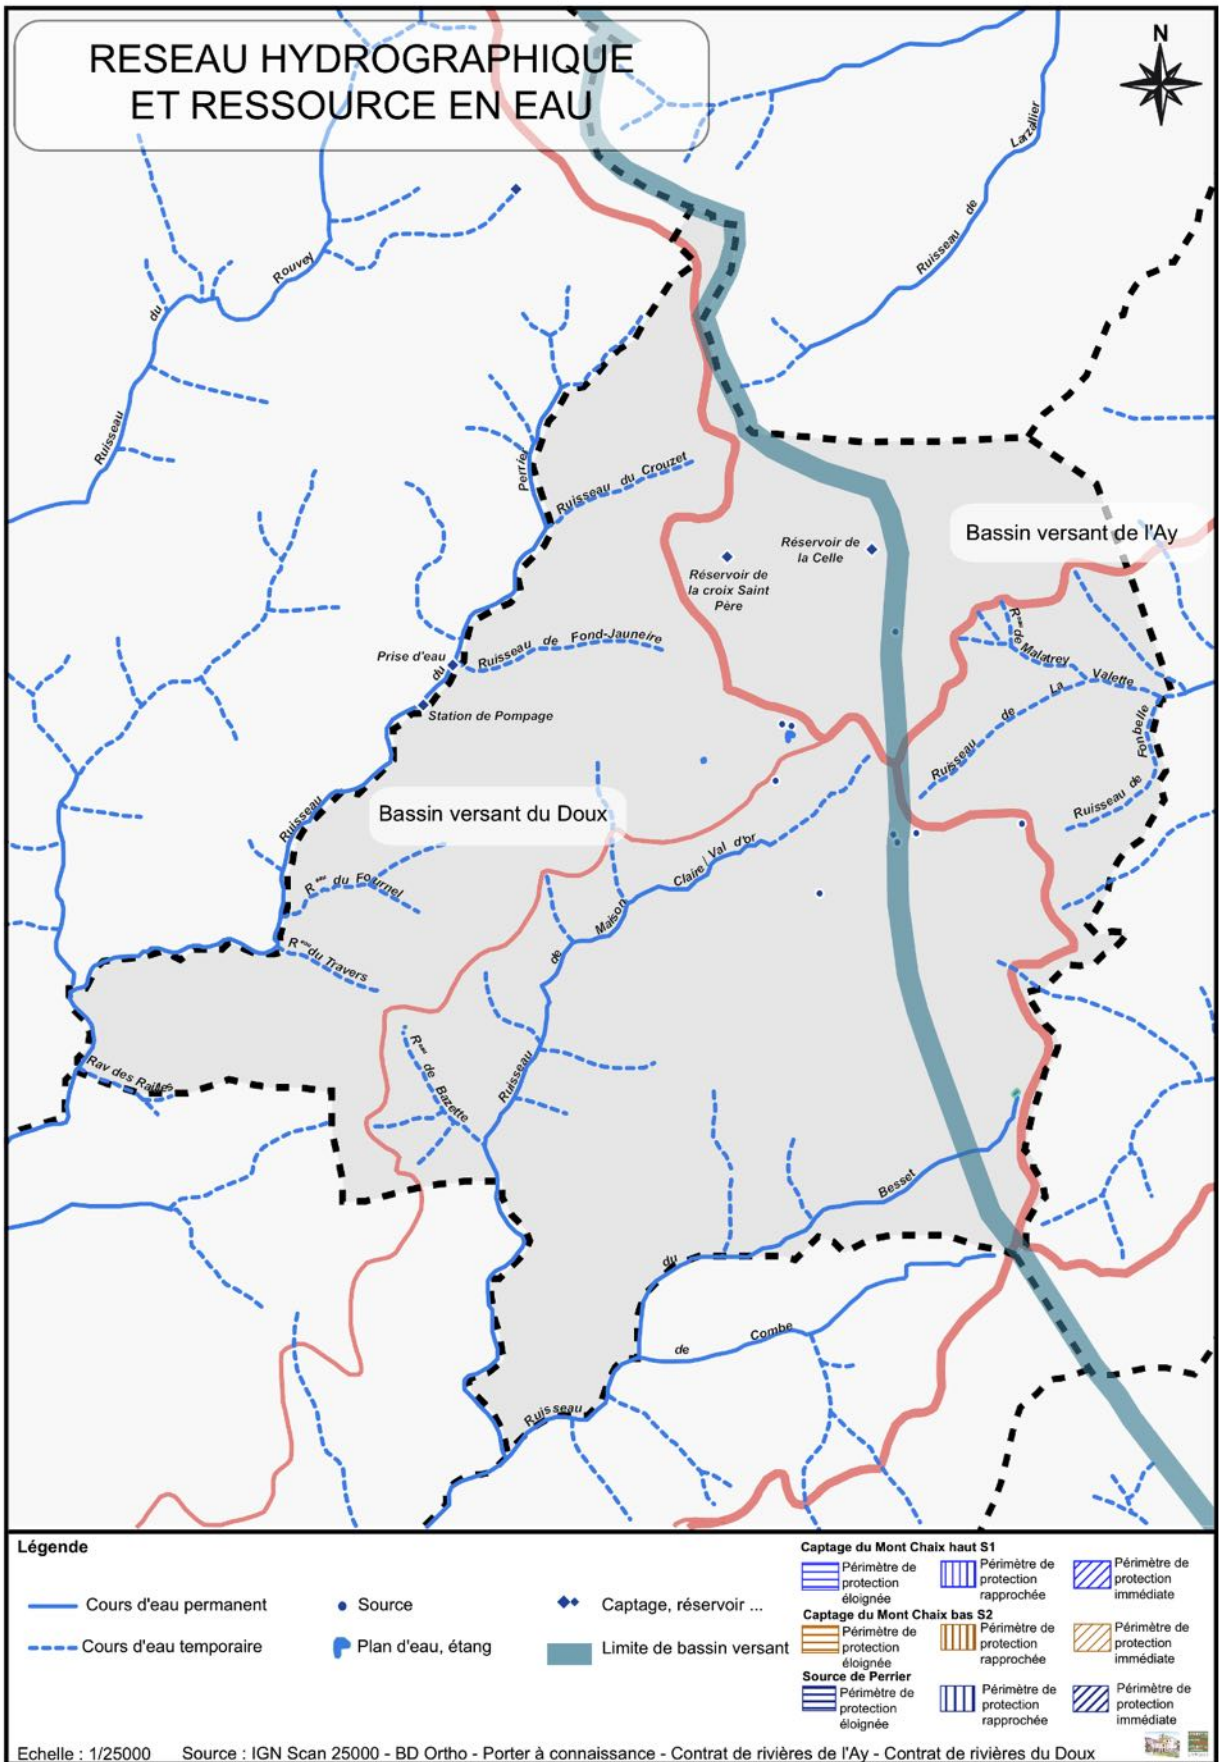 RESEAU HYDROGRAPHIQUE
ET RESSOURCE EN EAU
N
Larzallier
de
Ruisseau
Rouvey
du
Ruisseau
Perrier
Ruisseau du Crouzet
Bassin versant de l'Ay
Réservoir de
la Celle
Réservoir de
la croix Saint
Père
R eau de Malatrey
Ruisseau de Fond-Jauneire
Prise d'eau
du
Station de Pompage
Ruisseau de La Valette
Ruisseau de Fonbelle
Ruisseau
Bassin versant du Doux
Ruisseau de Maison Claire / Val d'or
R eau du Fournel
R eau du Travers
R eau de Bazette
Rav des Railles
Besset
du
Combe
de
Ruisseau
Légende
Cours d'eau permanent
Cours d'eau temporaire
Source
Plan d'eau, étang
Captage, réservoir ...
Limite de bassin versant
Captage du Mont Chaix haut S1
Périmètre de
protection
éloignée
Périmètre de
protection
rapprochée
Périmètre de
protection
immédiate
Captage du Mont Chaix bas S2
Périmètre de
protection
éloignée
Périmètre de
protection
rapprochée
Périmètre de
protection
immédiate
Source de Perrier
Périmètre de
protection
éloignée
Périmètre de
protection
rapprochée
Périmètre de
protection
immédiate
Echelle : 1/25000 Source : IGN Scan 25000 - BD Ortho - Porter à connaissance - Contrat de rivières de l'Ay - Contrat de rivières du Doux